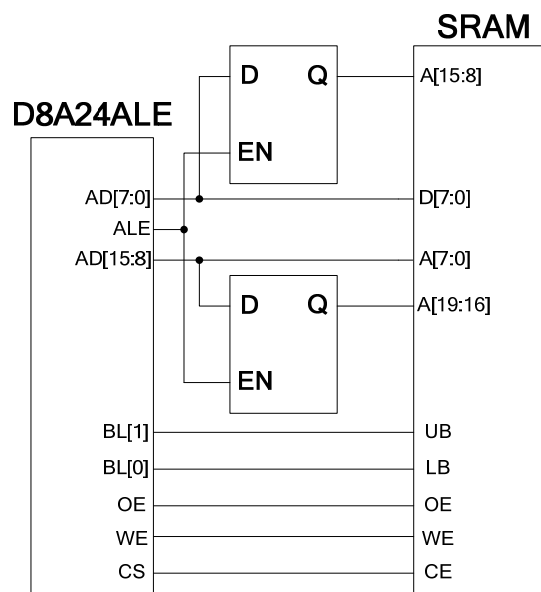 SRAM
D8A24ALE
D Q
EN
A[15:8]
AD[7:0]
D[7:0]
ALE
AD[15:8]
A[7:0]
D Q
EN
A[19:16]
BL[1]
UB
BL[0]
LB
OE
OE
WE
WE
CS
CE